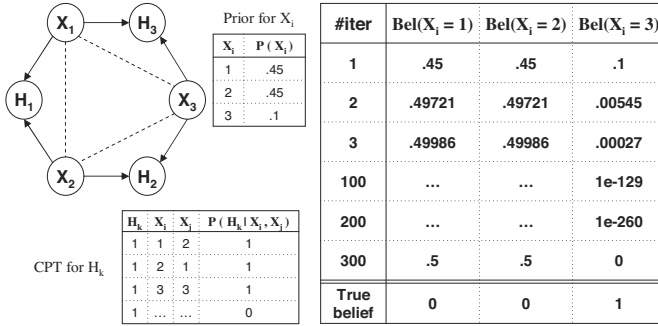 X1
H3
H1
X3
X2
H2
Prior for Xi
Xi P ( Xi )
1 .45
2 .45
3 .1
CPT for Hk
Hk Xi Xj P ( Hk | Xi , Xj )
1 1 2 1
1 2 1 1
1 3 3 1
1 ... ... 0
#iter Bel(Xi = 1) Bel(Xi = 2) Bel(Xi = 3)
1 .45 .45 .1
2 .49721 .49721 .00545
3 .49986 .49986 .00027
100 ... ... 1e-129
200 ... ... 1e-260
300 .5 .5 0
True
belief 0 0 1